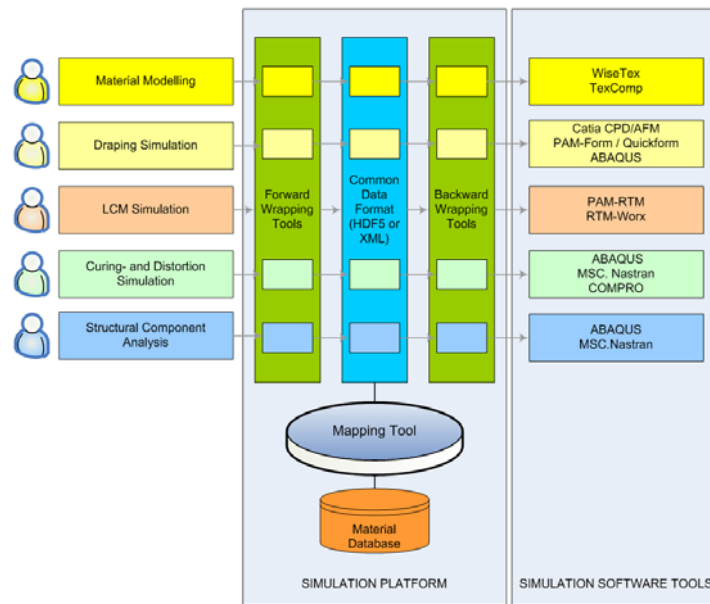 Material Modelling
WiseTex
TexComp
Draping Simulation
Catia CPD/AFM
PAM-Form / Quickform
ABAQUS
LCM Simulation
Forward
Wrapping
Tools
Common
Data
Format
(HDF5 or
XML)
Backward
Wrapping
Tools
PAM-RTM
RTM-Worx
Curing- and Distortion
Simulation
ABAQUS
MSC. Nastran
COMPRO
Structural Component
Analysis
ABAQUS
MSC.Nastran
Mapping Tool
Material
Database
SIMULATION PLATFORM
SIMULATION SOFTWARE TOOLS